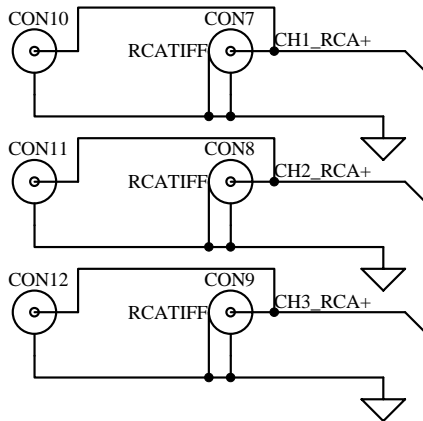 CON10 CON7
RCATIFF CH1_RCA+
CON11 CON8
RCATIFF CH2_RCA+
CON12 CON9
RCATIFF CH3_RCA+